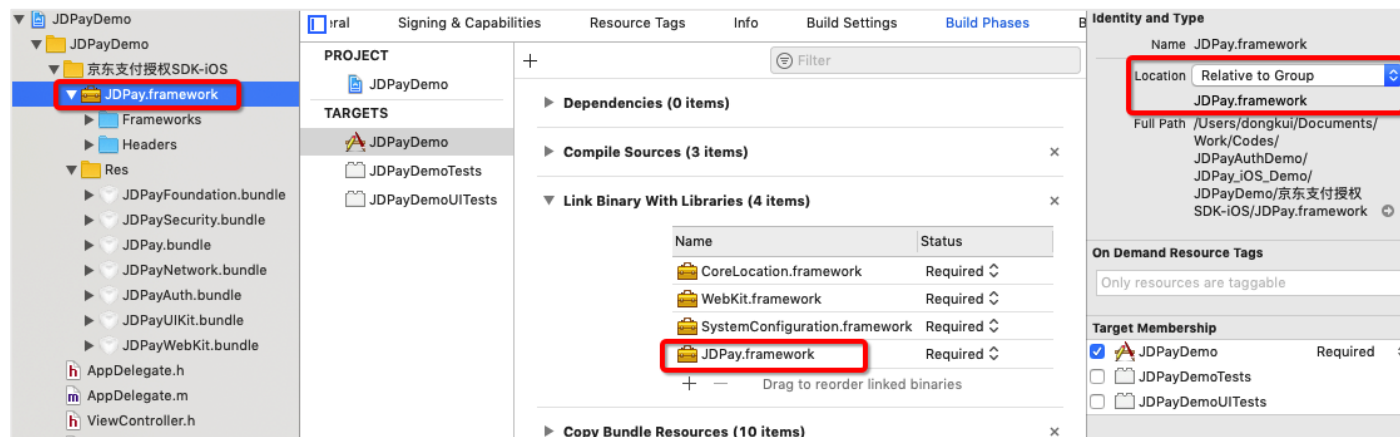 JDPayDemo
JDPayDemo
京东支付授权SDK-iOS
JDPay.framework
Frameworks
Headers
Res
JDPayFoundation.bundle
JDPaySecurity.bundle
JDPay.bundle
JDPayNetwork.bundle
JDPayAuth.bundle
JDPayUIKit.bundle
JDPayWebKit.bundle
AppDelegate.h
AppDelegate.m
ViewController.h
Signing & Capabilities Resource Tags Info Build Settings Build Phases
PROJECT
JDPayDemo
TARGETS
JDPayDemo
JDPayDemoTests
JDPayDemoUITests
Filter
Dependencies (0 items)
Compile Sources (3 items)
Link Binary With Libraries (4 items)
Name Status
CoreLocation.framework Required
WebKit.framework Required
SystemConfiguration.framework Required
JDPay.framework Required
Drag to reorder linked binaries
Copy Bundle Resources (10 items)
Identity and Type
Name JDPay.framework
Location Relative to Group
JDPay.framework
Full Path /Users/dongkui/Documents/
Work/Codes/
JDPayAuthDemo/
JDPay_iOS_Demo/
JDPayDemo/京东支付授权
SDK-iOS/JDPay.framework
On Demand Resource Tags
Only resources are taggable
Target Membership
JDPayDemo Required
JDPayDemoTests
JDPayDemoUITests